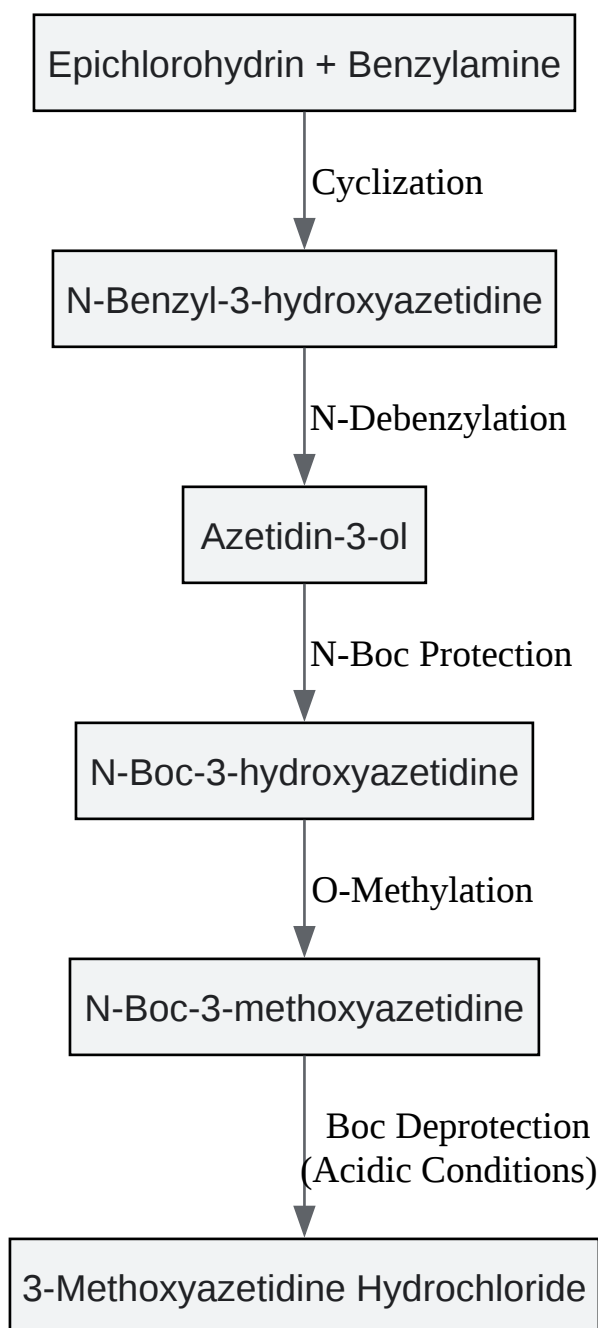 Epichlorohydrin + Benzylamine
Cyclization
N-Benzyl-3-hydroxyazetidine
N-Debenzylation
Azetidin-3-ol
N-Boc Protection
N-Boc-3-hydroxyazetidine
O-Methylation
N-Boc-3-methoxyazetidine
Boc Deprotection
(Acidic Conditions)
3-Methoxyazetidine Hydrochloride